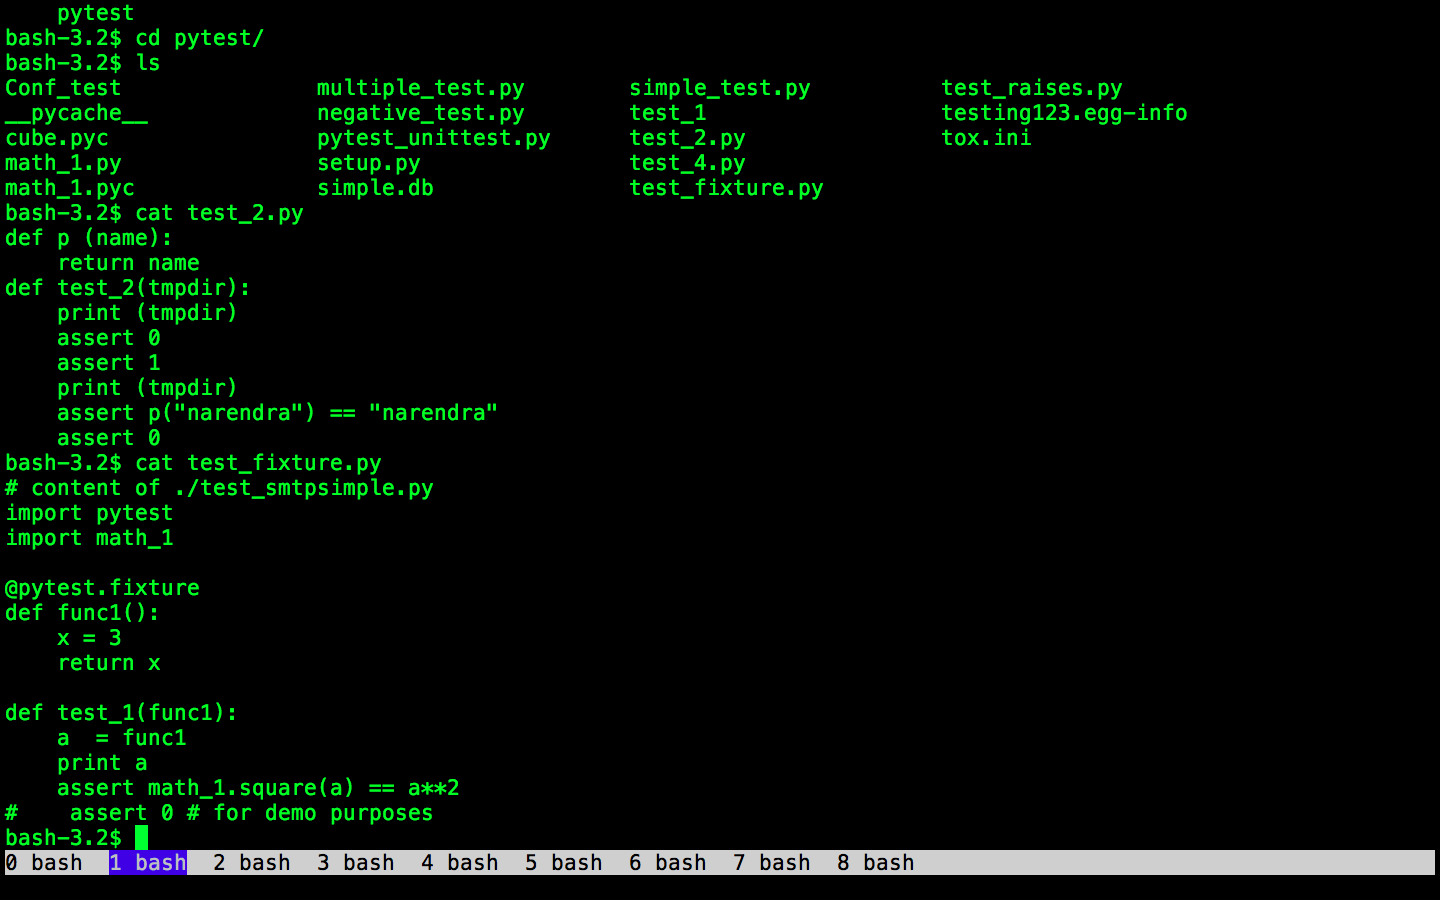 pytest
bash-3.2$ cd pytest/
bash-3.2$ ls
Conf_test               multiple_test.py        simple_test.py          test_raises.py
__pycache__             negative_test.py        test_1                  testing123.egg-info
cube.pyc                pytest_unittest.py      test_2.py               tox.ini
math_1.py               setup.py                test_4.py
math_1.pyc              simple.db               test_fixture.py
bash-3.2$ cat test_2.py
def p (name):
    return name
def test_2(tmpdir):
    print (tmpdir)
    assert 0
    assert 1
    print (tmpdir)
    assert p("narendra") == "narendra"
    assert 0
bash-3.2$ cat test_fixture.py
# content of ./test_smtpsimple.py
import pytest
import math_1

@pytest.fixture
def func1():
    x = 3
    return x

def test_1(func1):
    a  = func1
    print a
    assert math_1.square(a) == a**2
#    assert 0 # for demo purposes
bash-3.2$
0 bash  1 bash  2 bash  3 bash  4 bash  5 bash  6 bash  7 bash  8 bash